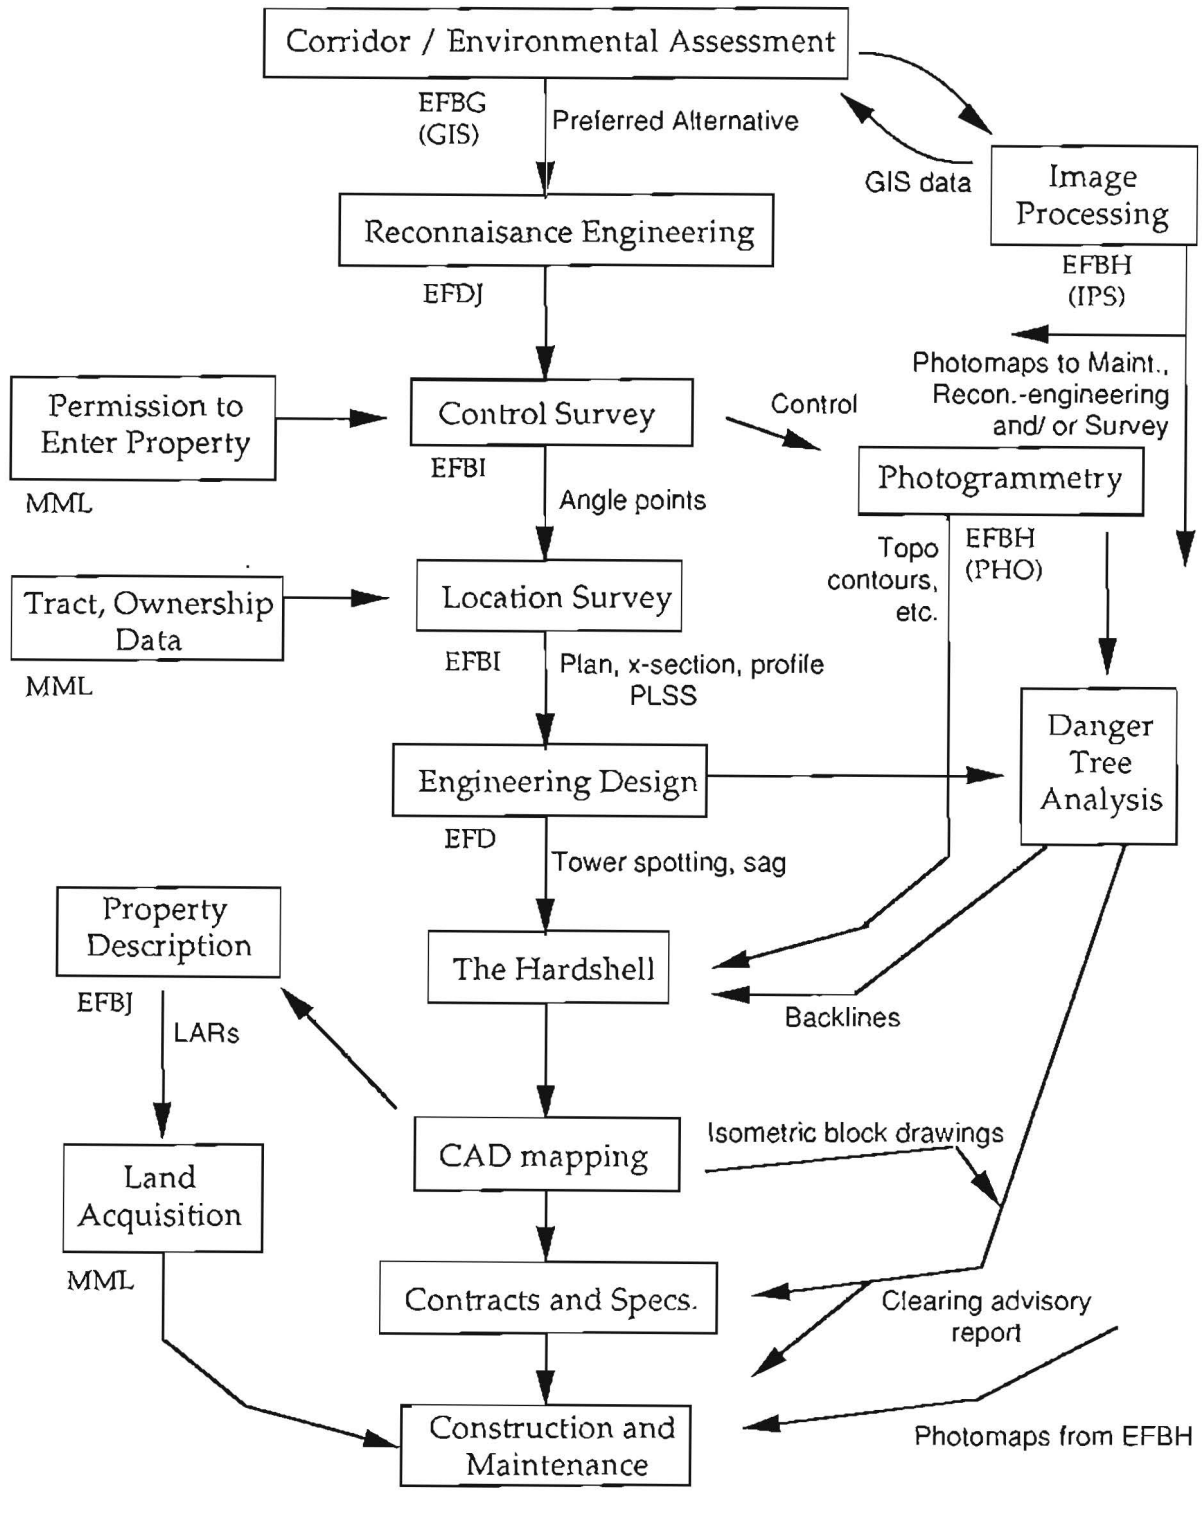 Corridor / Environmental Assessment
EFBG
(GIS)
Preferred Alternative
GIS data
Image
Processing
EFBH
(IPS)
Reconnaisance Engineering
EFDJ
Photomaps to Maint.,
Recon.-engineering
and/ or Survey
Permission to
Enter Property
MML
Control Survey
EFBI
Control
Angle points
Photogrammetry
EFBH
(PHO)
Topo
contours,
etc.
Tract, Ownership
Data
MML
Location Survey
EFBI
Plan, x-section, profile
PLSS
Danger
Tree
Analysis
Engineering Design
EFD
Tower spotting, sag
Property
Description
EFBJ
LARs
The Hardshell
Backlines
CAD mapping
Isometric block drawings
Land
Acquisition
MML
Contracts and Specs.
Clearing advisory
report
Construction and
Maintenance
Photomaps from EFBH